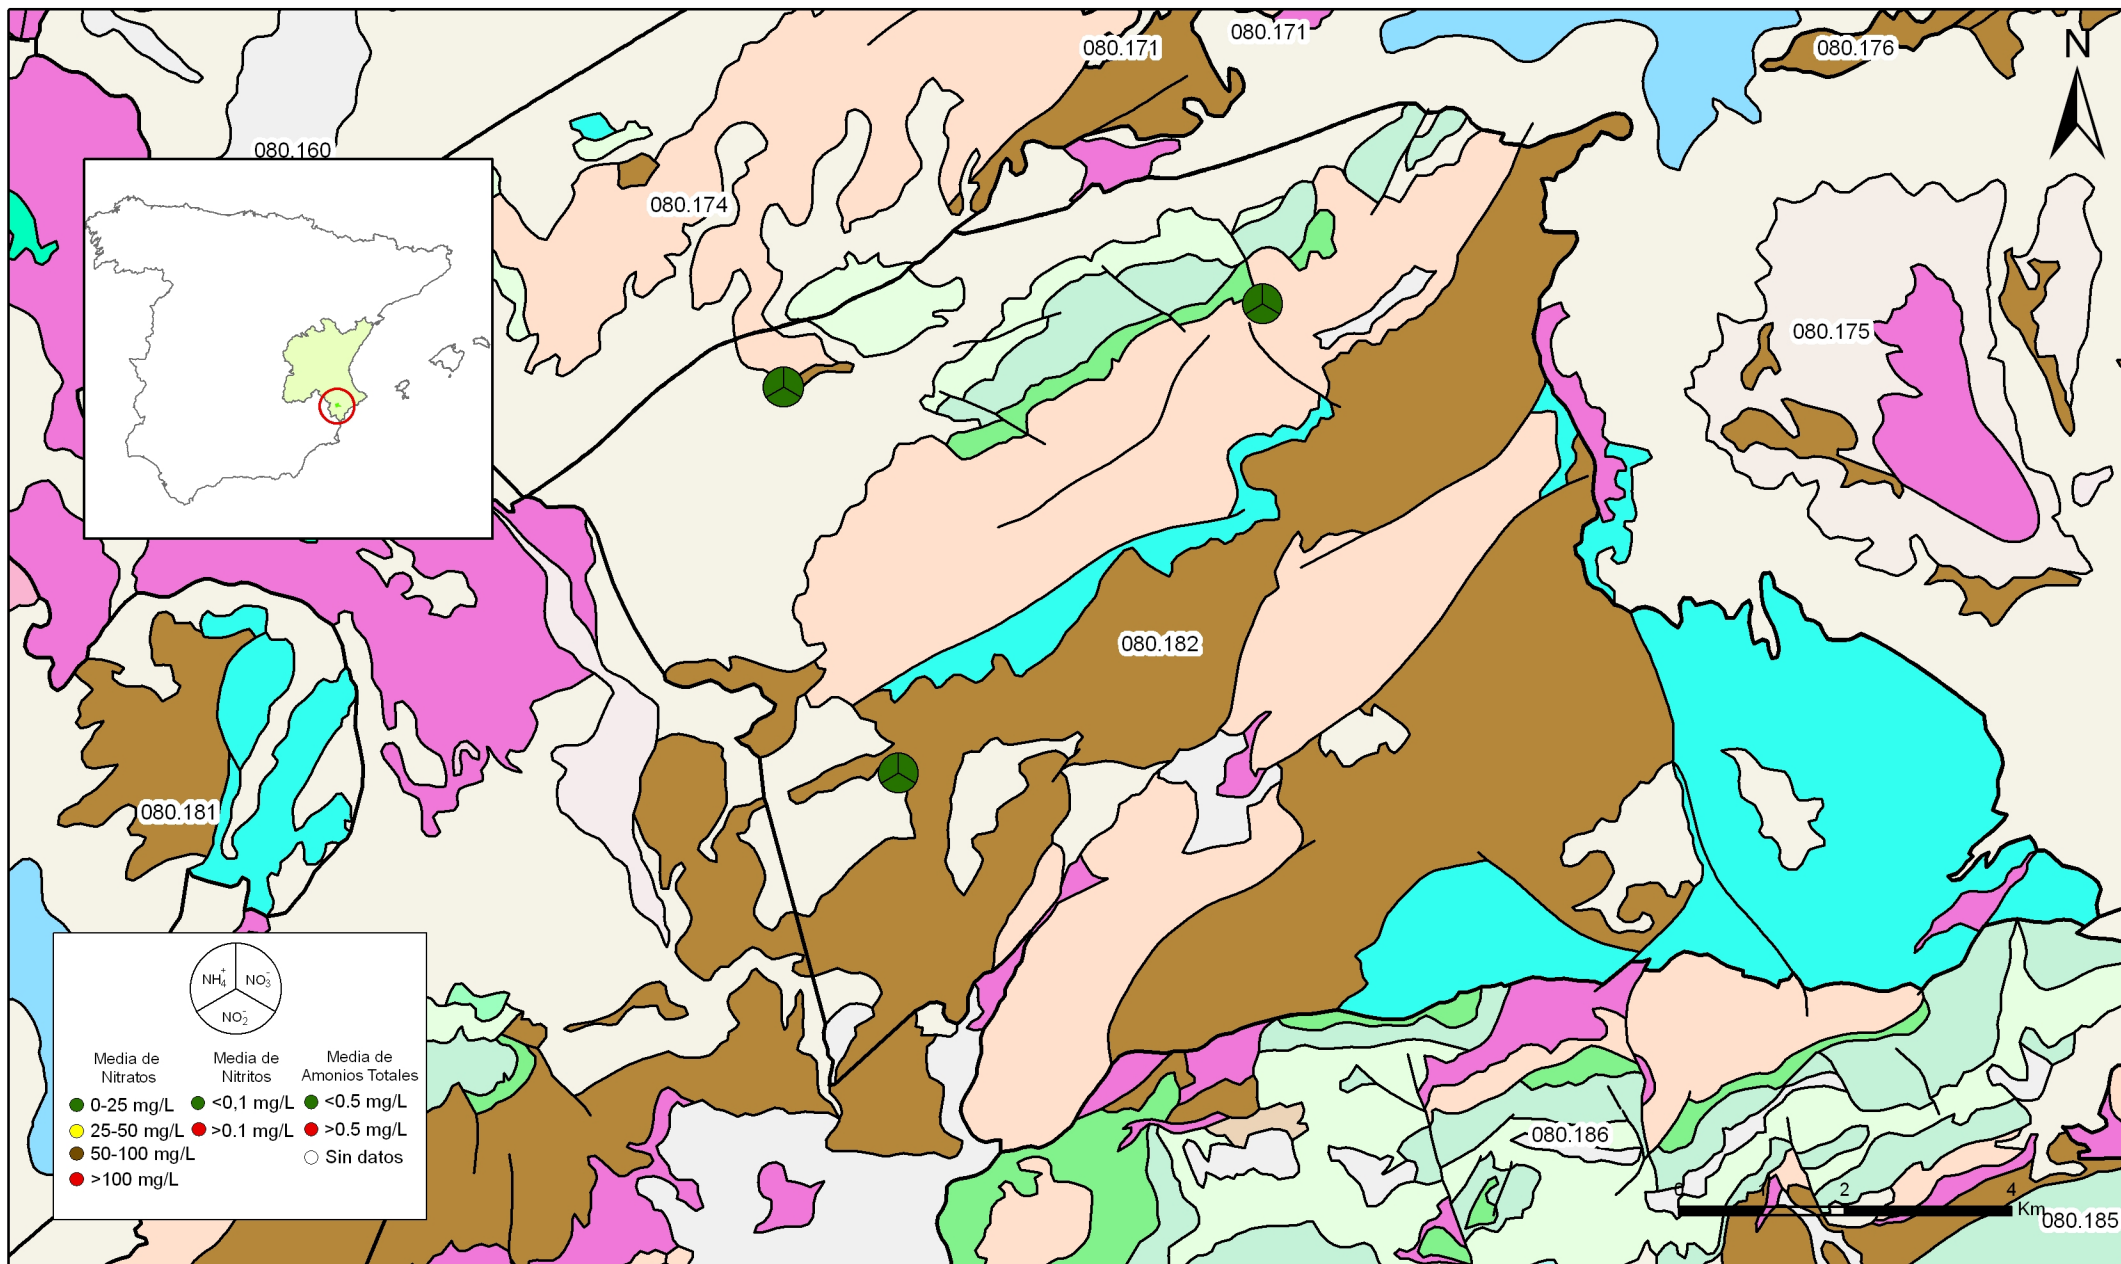 080.171
080.171
080.176
N
080.160
080.174
080.175
080.182
080.181
NH4+
NO3-
NO2-
Media de
Nitratos
Media de
Nitritos
Media de
Amonios Totales
0-25 mg/L
<0,1 mg/L
<0.5 mg/L
25-50 mg/L
>0.1 mg/L
>0.5 mg/L
50-100 mg/L
Sin datos
>100 mg/L
080.186
0 1 2 4
Km
080.185